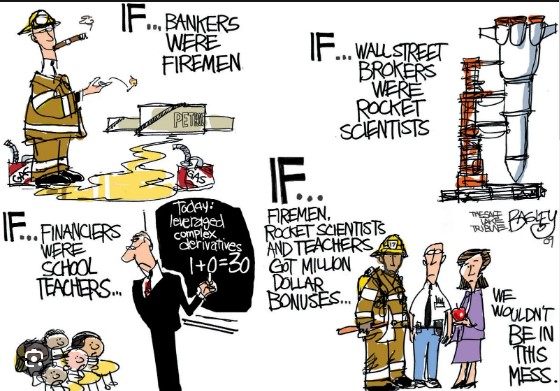 IF... BANKERS
WERE
FIREMEN
GAS
GAS
IF... WALL STREET
BROKERS
WERE
ROCKET
SCIENTISTS
IF... FINANCIERS
WERE
SCHOOL
TEACHERS...
Today:
leveraged
complex
derivatives
1+0=30
IF...
FIREMEN,
ROCKET SCIENTISTS
AND TEACHERS
GOT MILLION
DOLLAR
BONUSES...
THE SALT
LAKE
TRIBUNE
BAGLEY
09
WE
WOULDN'T
BE IN
THIS
MESS.